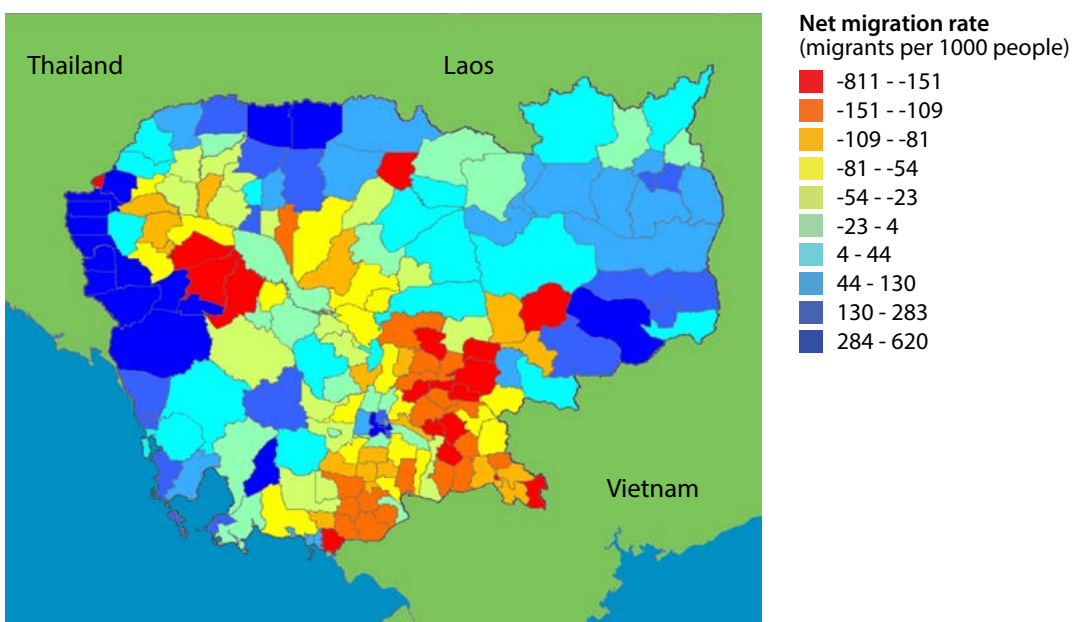 Thailand
Laos
Vietnam
Net migration rate
(migrants per 1000 people)
-811 - -151
-151 - -109
-109 - -81
-81 - -54
-54 - -23
-23 - 4
4 - 44
44 - 130
130 - 283
284 - 620